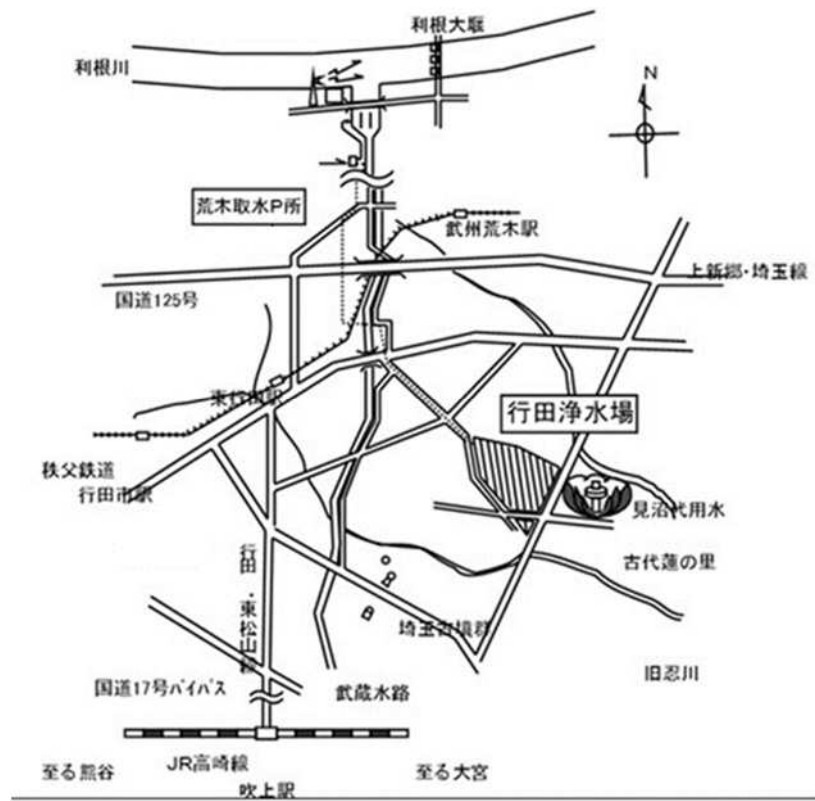 利根大堰
利根川
N
荒木取水P所
武州荒木駅
上新郷・埼玉線
国道125号
東行田駅
行田浄水場
秩父鉄道
行田市駅
見沼代用水
古代蓮の里
行田・東松山線
埼玉古墳群
旧忍川
国道17号バイパス
武蔵水路
JR高崎線
至る熊谷
至る大宮
吹上訳